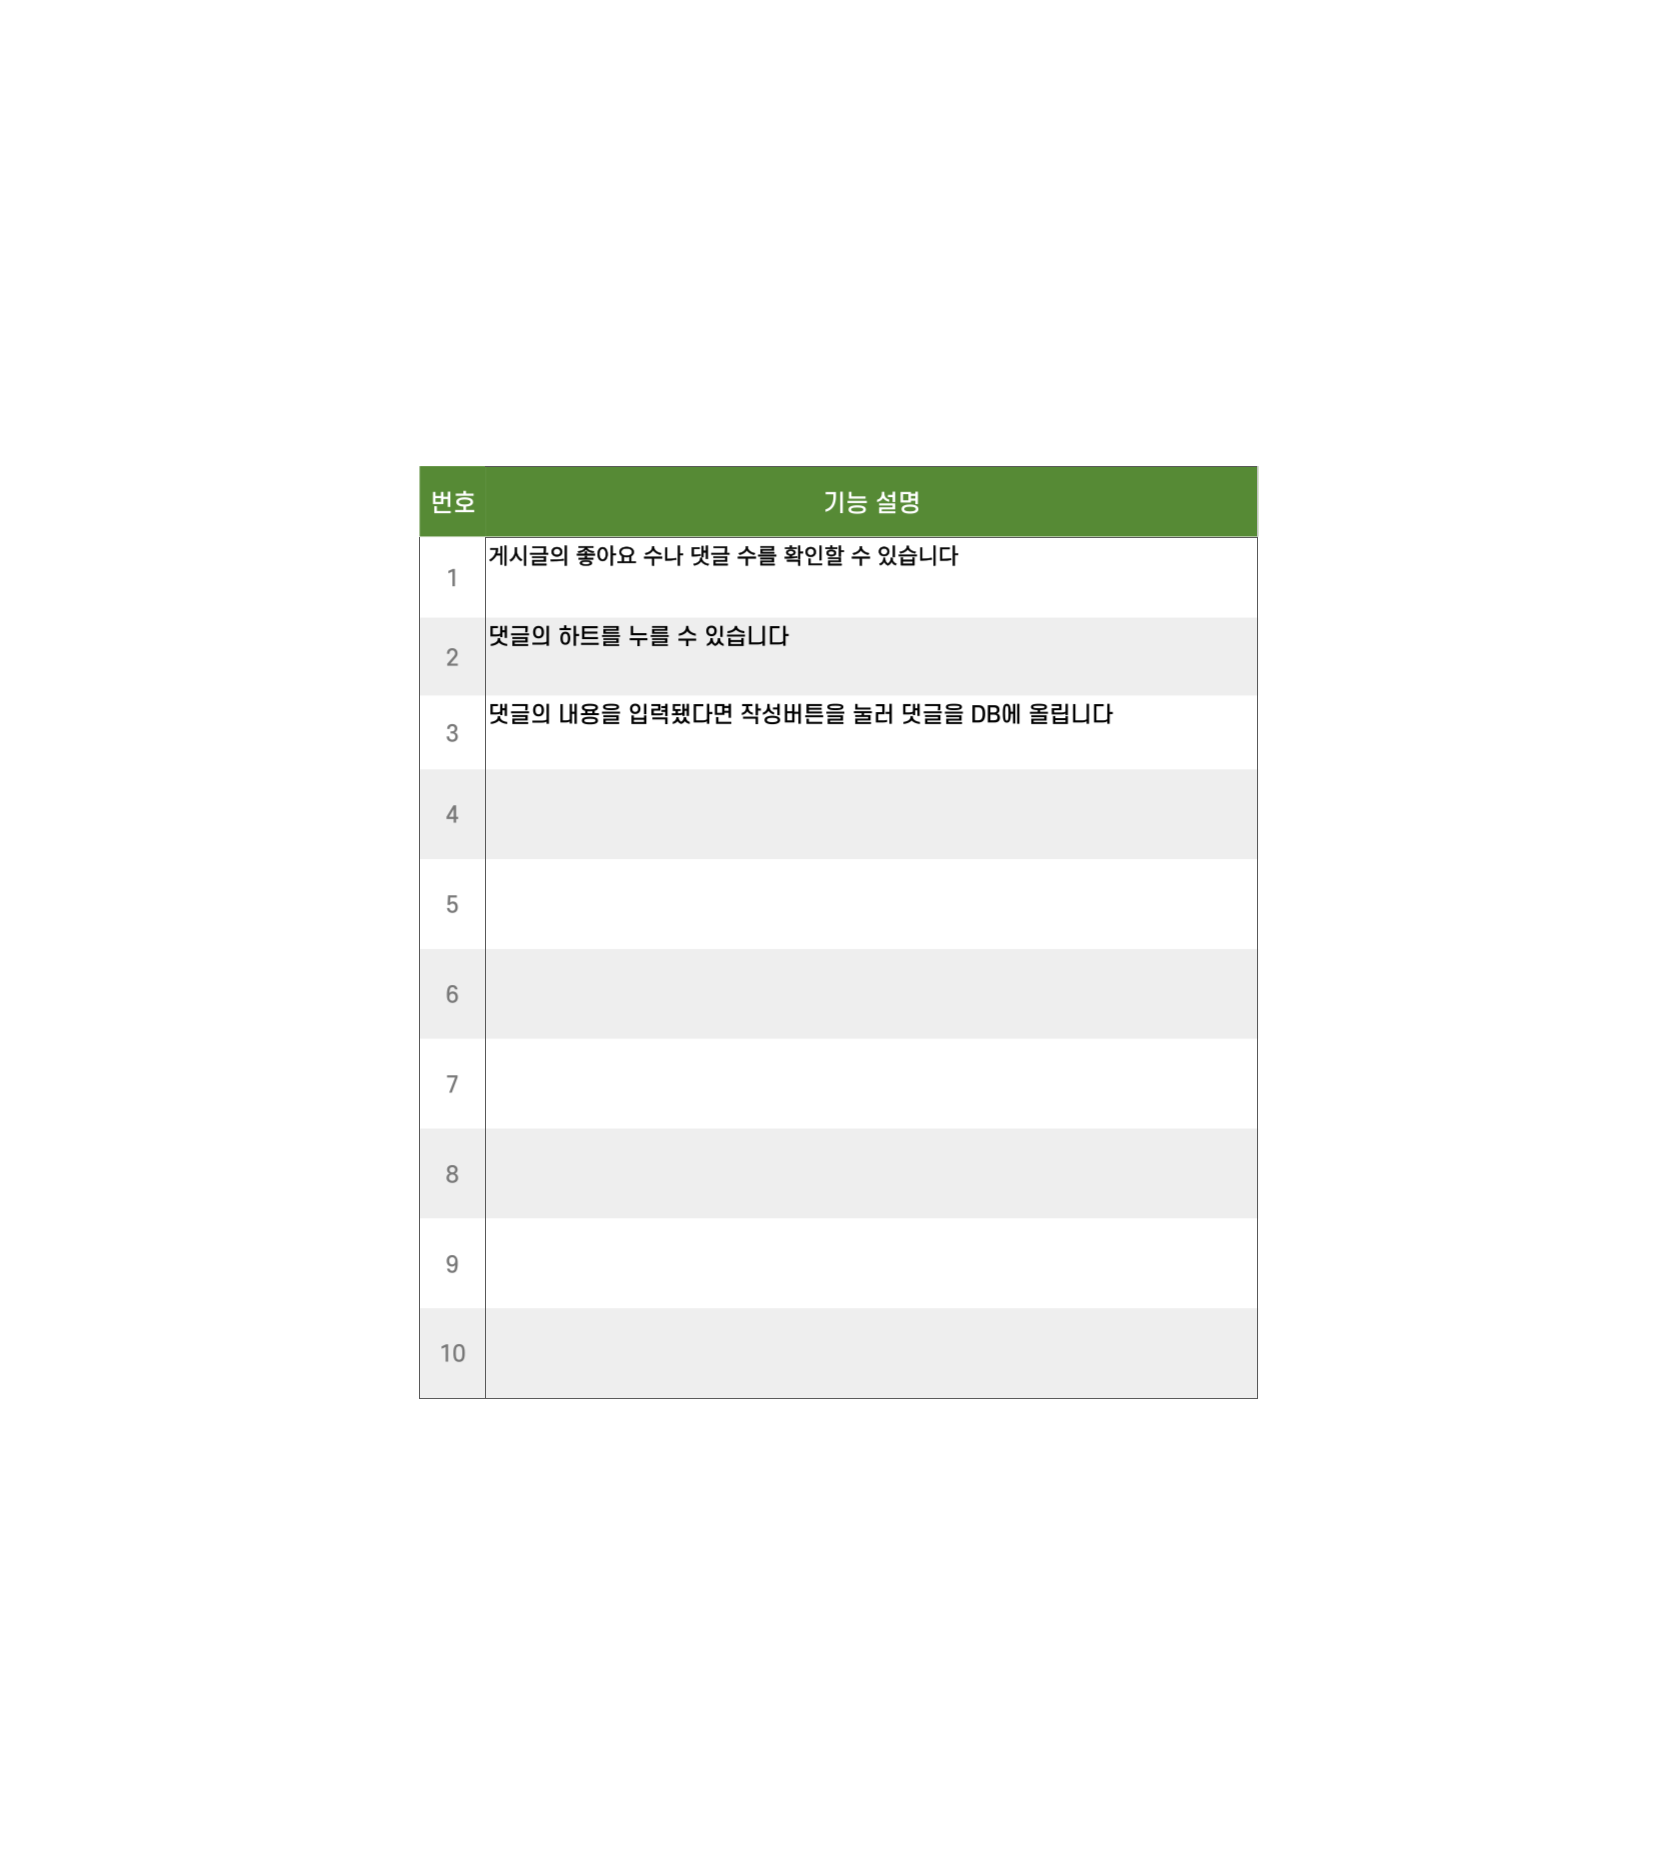 번호 기능 설명
1 게시글의 좋아요 수나 댓글 수를 확인할 수 있습니다
2 댓글의 하트를 누를 수 있습니다
3 댓글의 내용을 입력됐다면 작성버튼을 눌러 댓글을 DB에 올립니다
4
5
6
7
8
9
10